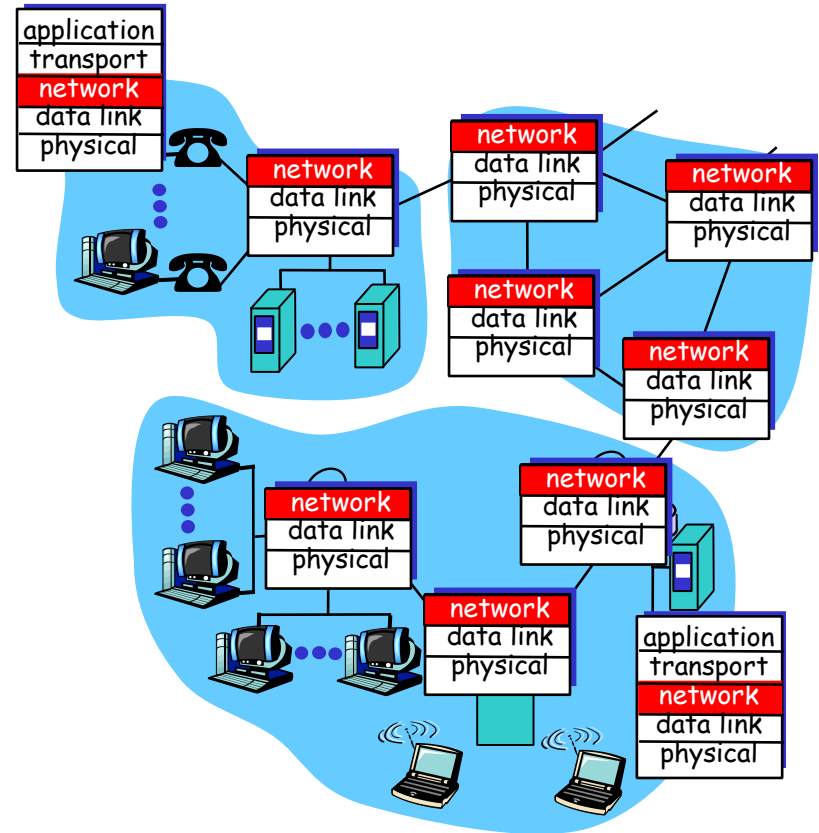 application
transport
network
data link
physical
network
data link
physical
network
data link
physical
network
data link
physical
network
data link
physical
network
data link
physical
network
data link
physical
network
data link
physical
network
data link
physical
application
transport
network
data link
physical